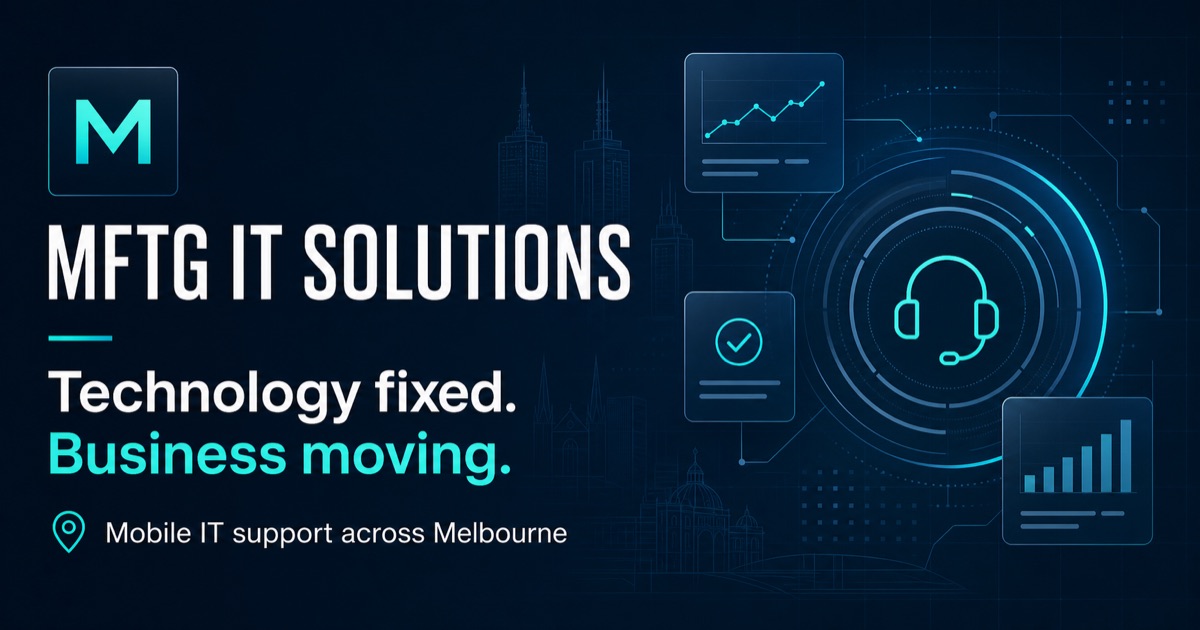 M
MFTG IT SOLUTIONS
Technology fixed.
Business moving.
Mobile IT support across Melbourne